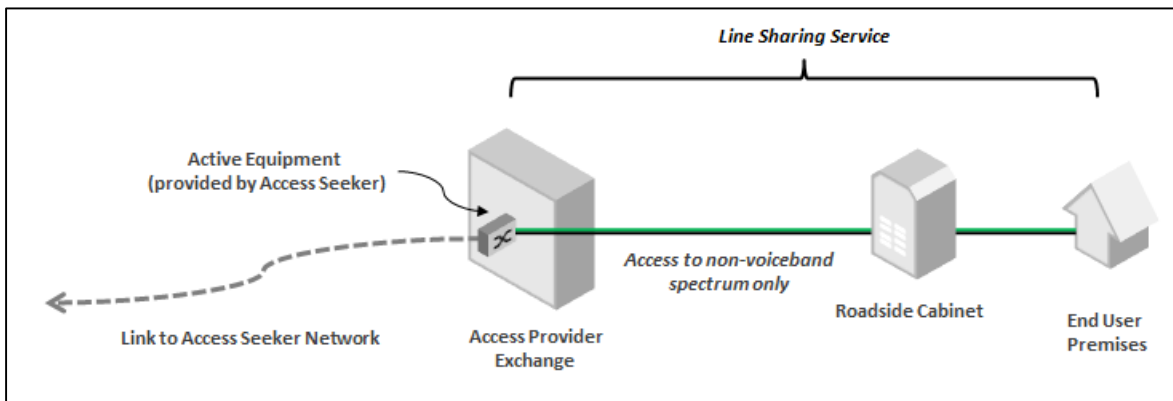 Line Sharing Service
Active Equipment
(provided by Access Seeker)
Access to non-voiceband
spectrum only
Roadside Cabinet
End User
Premises
Link to Access Seeker Network
Access Provider
Exchange